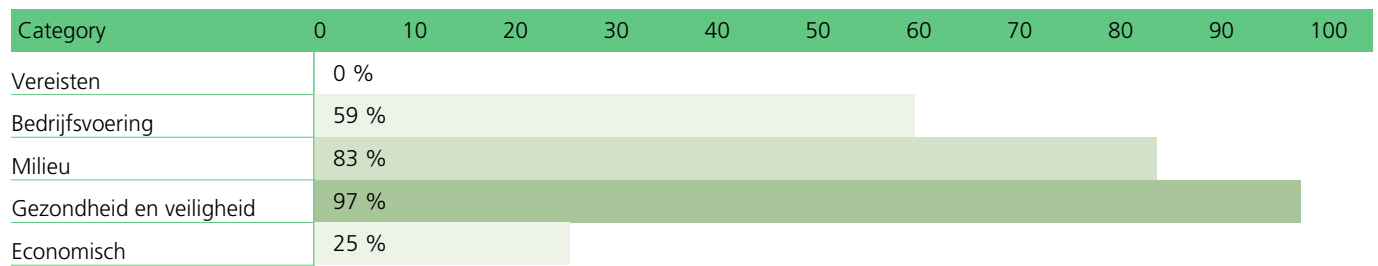 Category 0 10 20 30 40 50 60 70 80 90 100
Vereisten 0 %
Bedrijfsvoering 59 %
Milieu 83 %
Gezondheid en veiligheid 97 %
Economisch 25 %